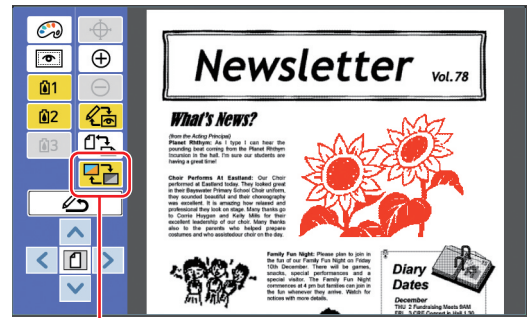 1
2
3
Newsletter
Vol. 78
What's News?
(from the Acting Principal)
Planet Rhthym: As I type I can hear the
pounding beat coming from the Planet Rhthym
Incursion in the hall. I'm sure our students are
having a great time!
Choir Performs At Eastland: Our Choir
performed at Eastland today. They looked great
in their Bayswater Primary School Choir uniform,
they sounded beautiful and their choreography
was excellent. It is amazing how relaxed and
professional they look on stage. Many thanks go
to Corrie Huygen and Kelly Mills for their
excellent leadership of our choir. Many thanks
also to the parents who helped prepare
costumes and who assisted our choir on the day.
Family Fun Night: Please plan to join in
the fun of our Family Fun Night on Friday
10th December. There will be games,
snacks, special performances and a
special visitor. The Family Fun Night
commences at 4 pm but families can join in
the fun whenever they arrive. Watch for
notices with more details.
Diary
Dates
December
THU 2 Fundraising Meets 9AM